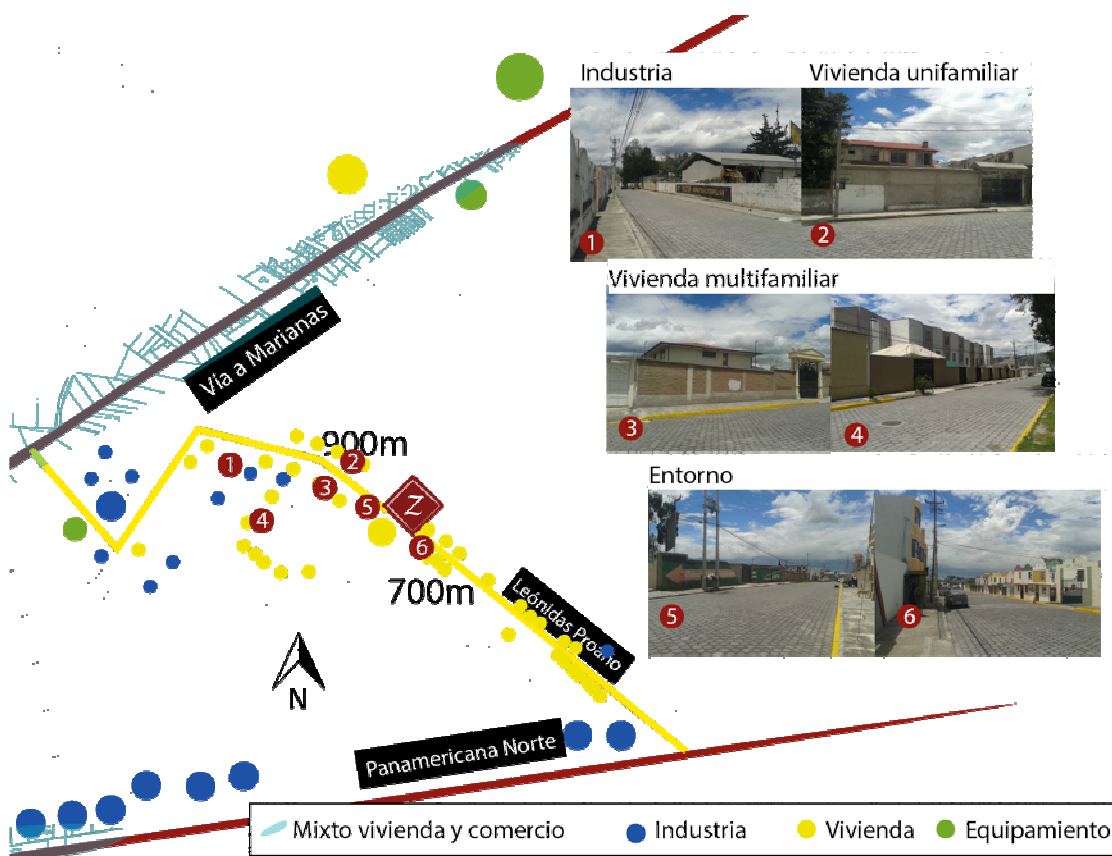 Industria
Vivienda unifamiliar
1
2
Vivienda multifamiliar
3
4
Entorno
5
6
Vía a Marianas
900m
1
2
3
4
5
Z
6
700m
Leónidas Proaño
N
Panamericana Norte
Mixto vivienda y comercio
Industria
Vivienda
Equipamiento